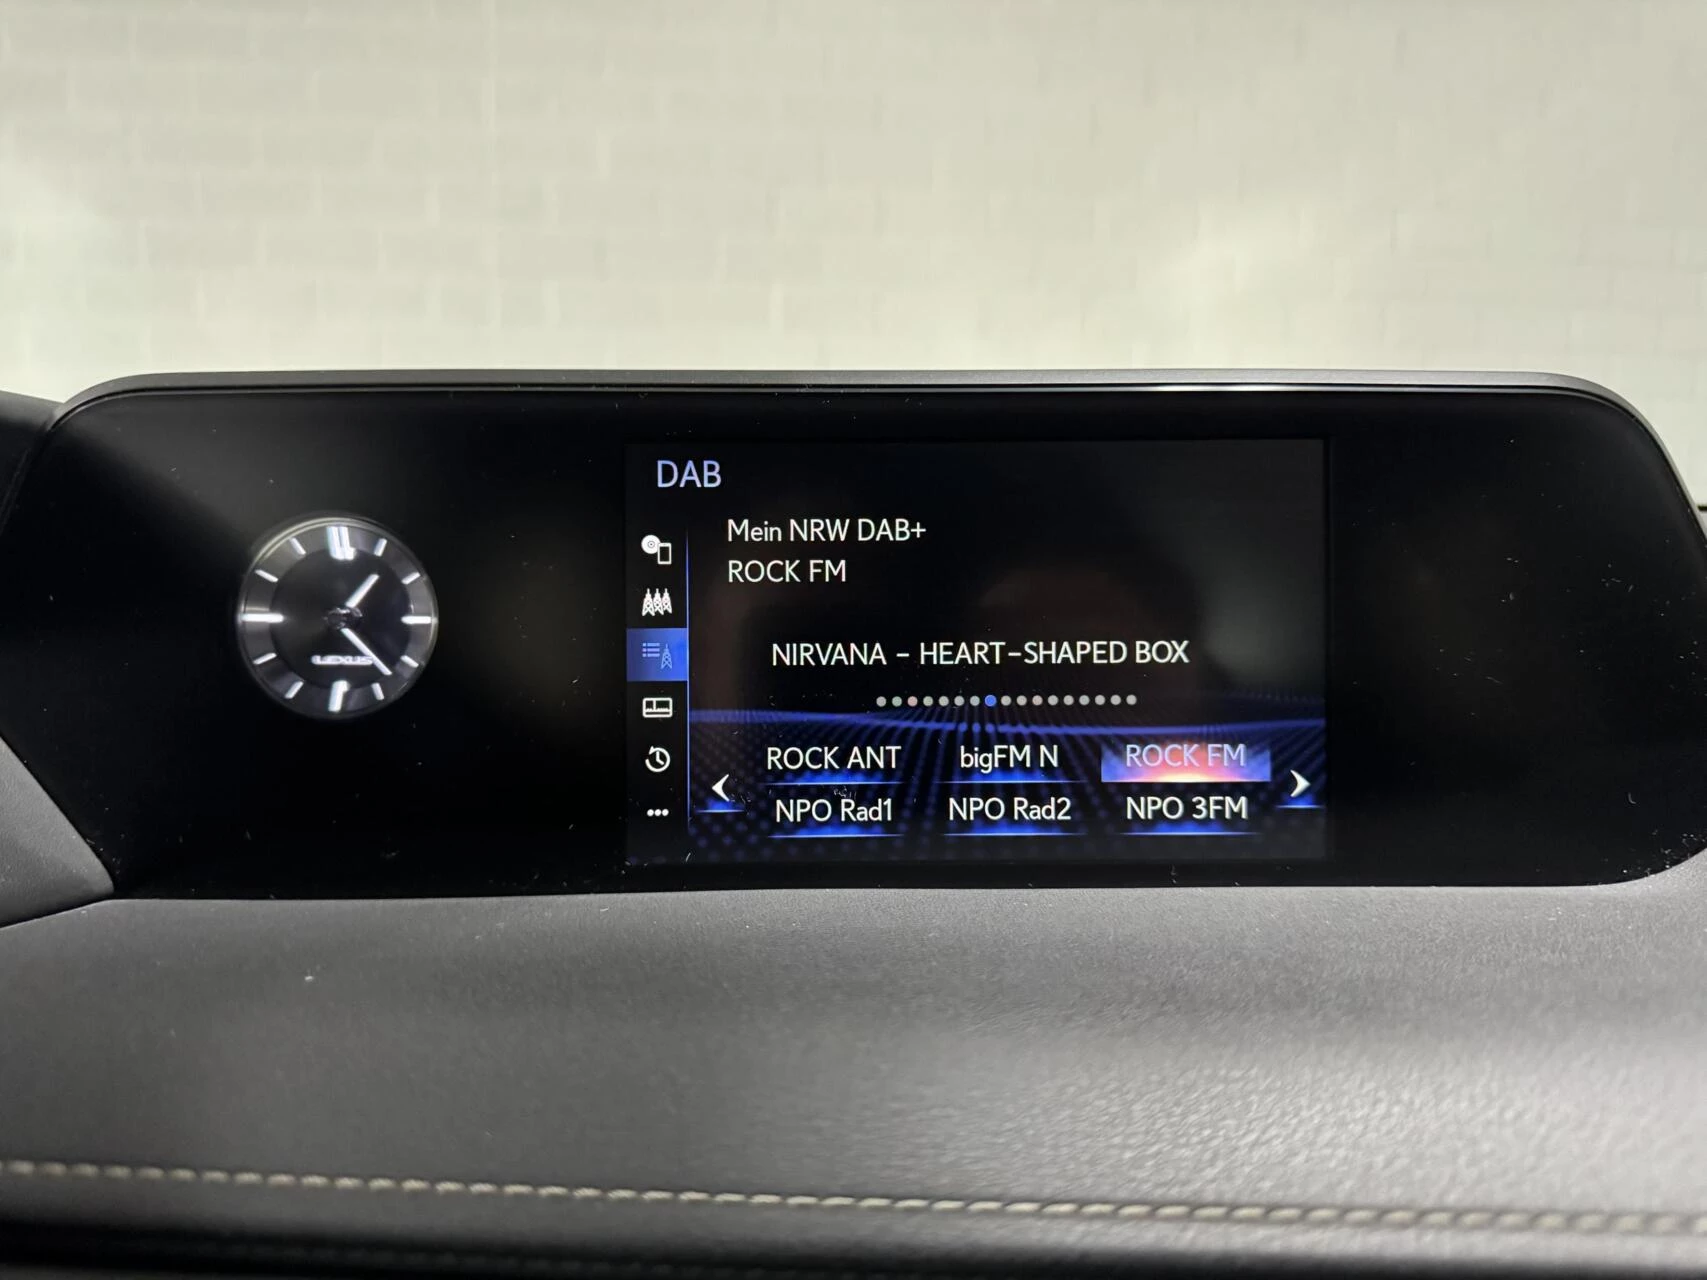 DAB
Mein NRW DAB+
ROCK FM
NIRVANA - HEART-SHAPED BOX
ROCK ANT bigFM N ROCK FM
NPO Rad1 NPO Rad2 NPO 3FM
LEXUS